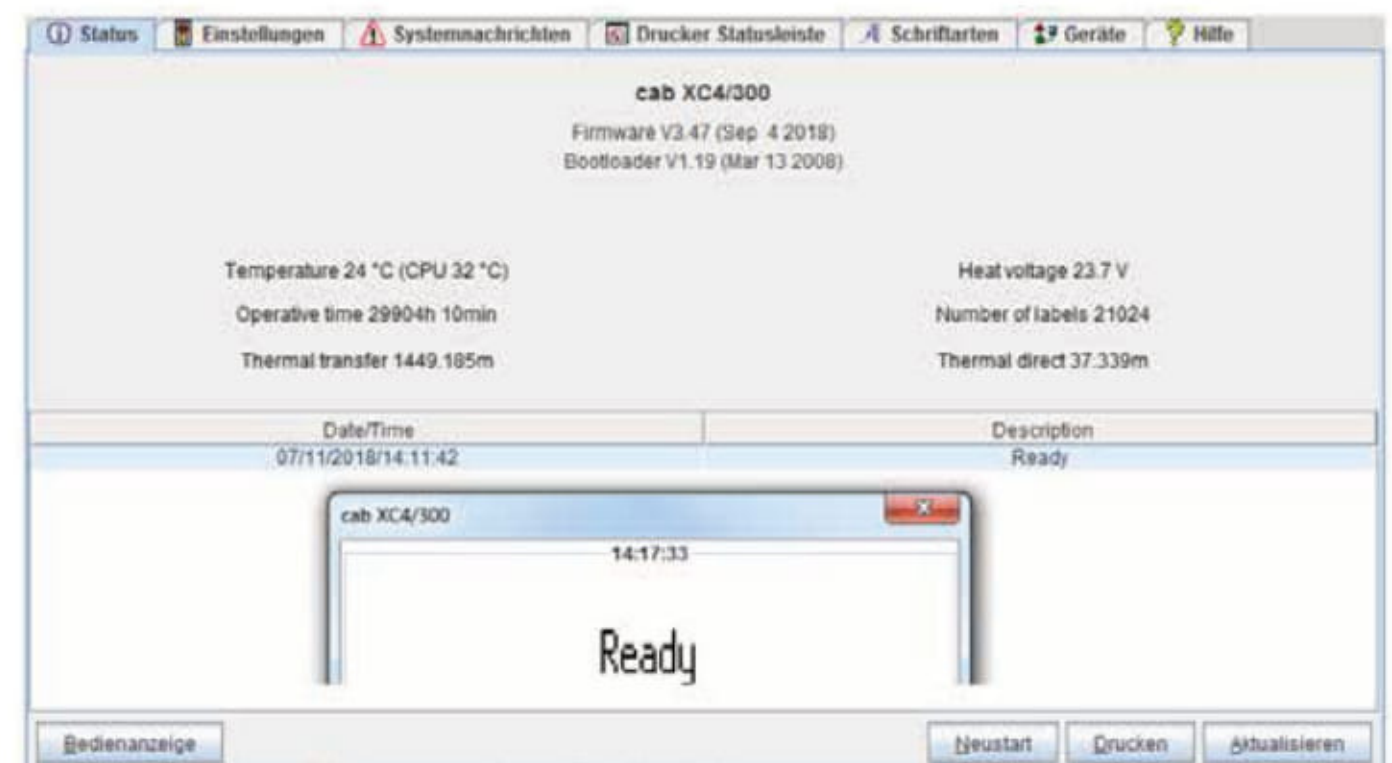 Status Einstellungen Systemnachrichten Drucker Statusleiste Schriftarten Geräte Hilfe
cab XC4/300
Firmware V3.47 (Sep 4 2018)
Bootloader V1.19 (Mar 13 2008)
Temperature 24 °C (CPU 32 °C) Heat voltage 23.7 V
Operative time 29904h 10min Number of labels 21024
Thermal transfer 1449.185m Thermal direct 37.339m
Date/Time Description
07/11/2018/14:11:42 Ready
cab XC4/300
14:17:33
Ready
Bedienanzeige Neustart Drucken Aktualisieren